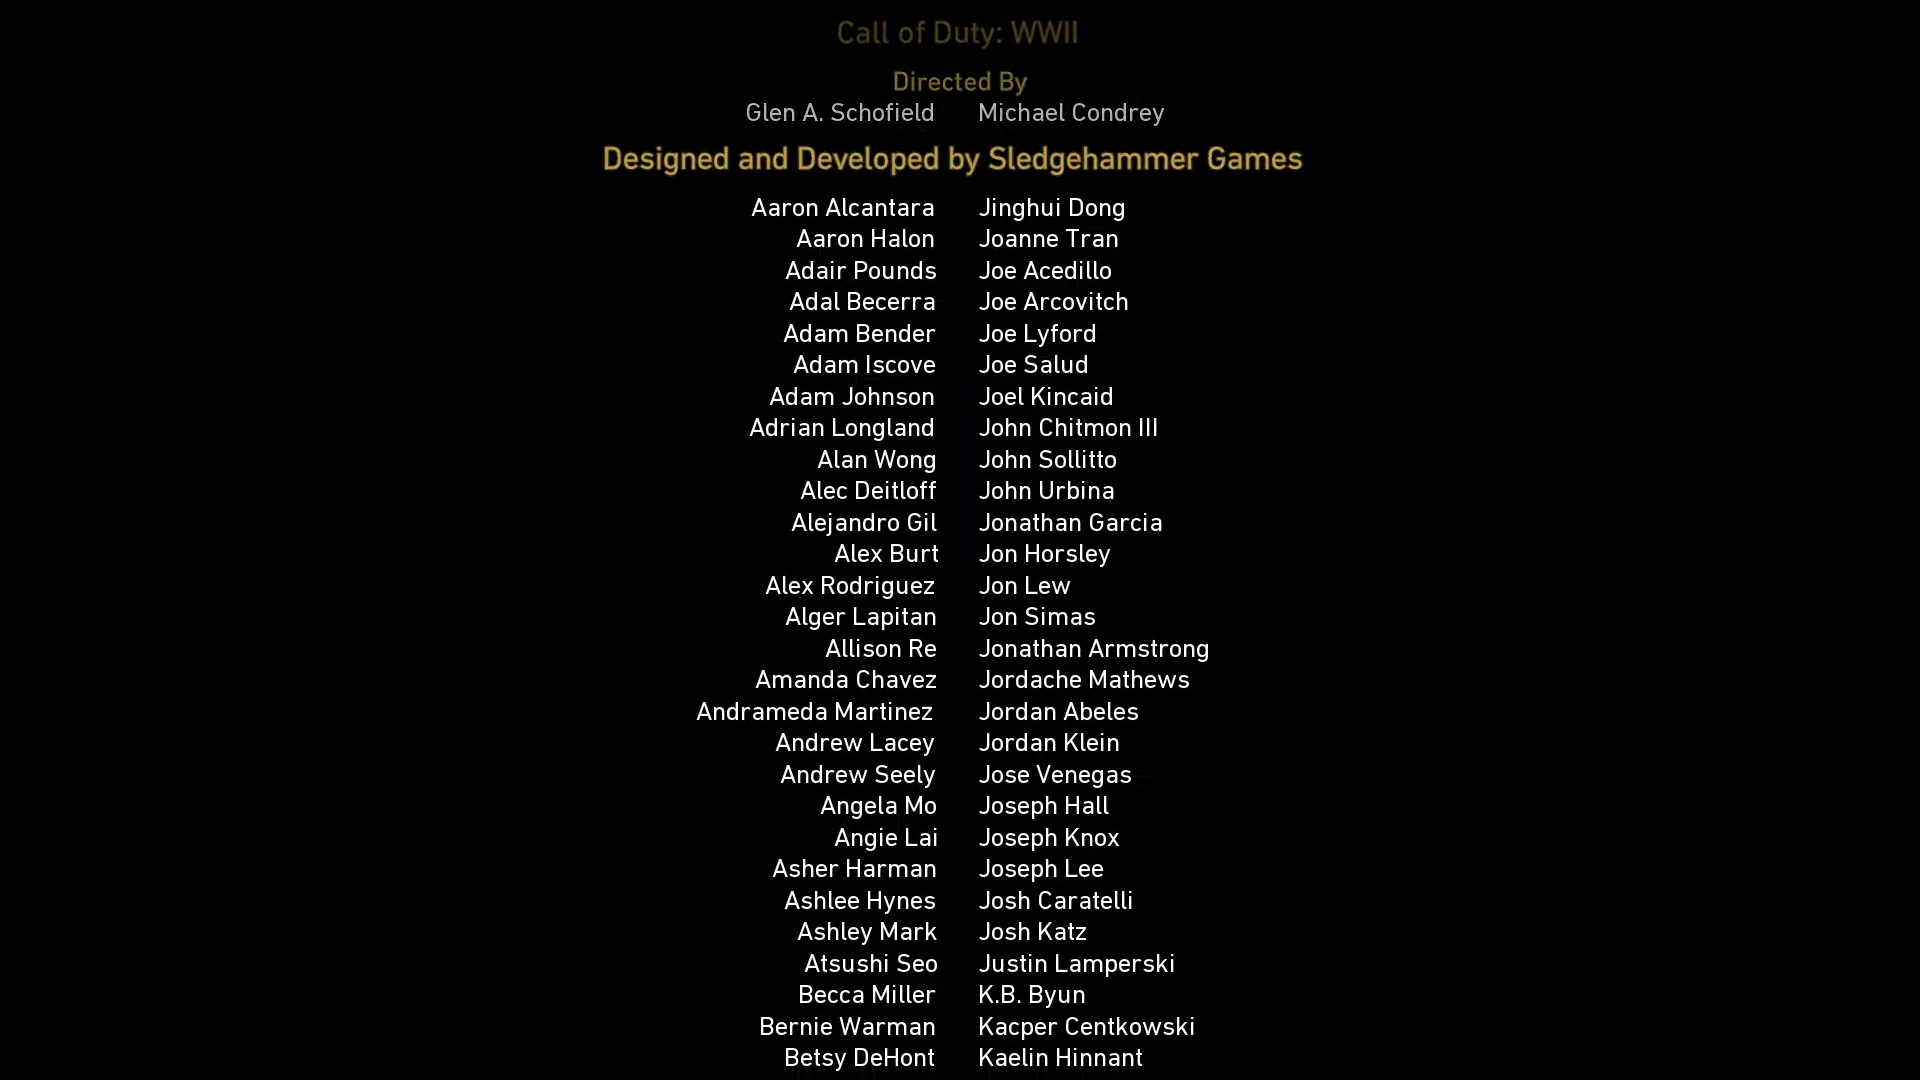 Call of Duty: WWII
Directed By
Glen A. Schofield Michael Condrey
Designed and Developed by Sledgehammer Games
Aaron Alcantara Jinghui Dong
Aaron Halon Joanne Tran
Adair Pounds Joe Acedillo
Adal Becerra Joe Arcovitch
Adam Bender Joe Lyford
Adam Iscove Joe Salud
Adam Johnson Joel Kincaid
Adrian Longland John Chitmon III
Alan Wong John Sollitto
Alec Deitloff John Urbina
Alejandro Gil Jonathan Garcia
Alex Burt Jon Horsley
Alex Rodriguez Jon Lew
Alger Lapitan Jon Simas
Allison Re Jonathan Armstrong
Amanda Chavez Jordache Mathews
Andrameda Martinez Jordan Abeles
Andrew Lacey Jordan Klein
Andrew Seely Jose Venegas
Angela Mo Joseph Hall
Angie Lai Joseph Knox
Asher Harman Joseph Lee
Ashlee Hynes Josh Caratelli
Ashley Mark Josh Katz
Atsushi Seo Justin Lamperski
Becca Miller K.B. Byun
Bernie Warman Kacper Centkowski
Betsy DeHont Kaelin Hinnant